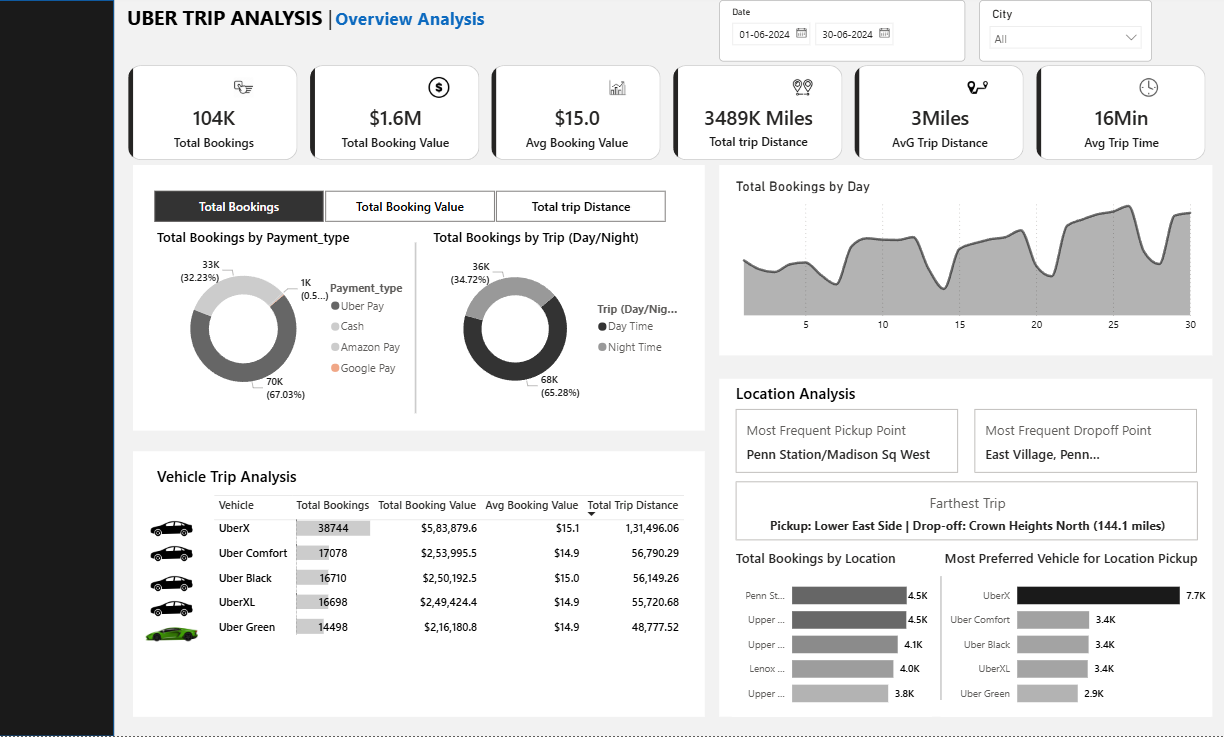 UBER TRIP ANALYSIS | Overview Analysis
Date
01-06-2024 30-06-2024
City
All
104K
Total Bookings
$1.6M
Total Booking Value
$15.0
Avg Booking Value
3489K Miles
Total trip Distance
3Miles
AvG Trip Distance
16Min
Avg Trip Time
Total Bookings Total Booking Value Total trip Distance
Total Bookings by Payment_type
33K
(32.23%)
1K
(0.5...)
70K
(67.03%)
Payment_type
Uber Pay
Cash
Amazon Pay
Google Pay
Total Bookings by Trip (Day/Night)
36K
(34.72%)
68K
(65.28%)
Trip (Day/Nig...
Day Time
Night Time
Total Bookings by Day
5 10 15 20 25 30
Vehicle Trip Analysis
Vehicle Total Bookings Total Booking Value Avg Booking Value Total Trip Distance
UberX 38744 $5,83,879.6 $15.1 1,31,496.06
Uber Comfort 17078 $2,53,995.5 $14.9 56,790.29
Uber Black 16710 $2,50,192.5 $15.0 56,149.26
UberXL 16698 $2,49,424.4 $14.9 55,720.68
Uber Green 14498 $2,16,180.8 $14.9 48,777.52
Location Analysis
Most Frequent Pickup Point
Penn Station/Madison Sq West
Most Frequent Dropoff Point
East Village, Penn...
Farthest Trip
Pickup: Lower East Side | Drop-off: Crown Heights North (144.1 miles)
Total Bookings by Location
Penn St... 4.5K
Upper ... 4.5K
Upper ... 4.1K
Lenox ... 4.0K
Upper ... 3.8K
Most Preferred Vehicle for Location Pickup
UberX 7.7K
Uber Comfort 3.4K
Uber Black 3.4K
UberXL 3.4K
Uber Green 2.9K